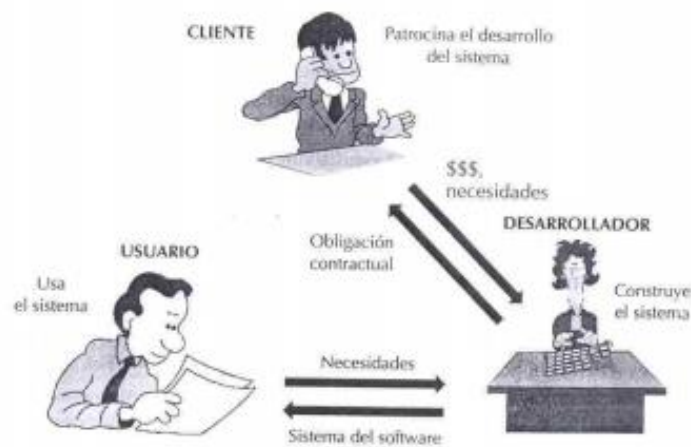 CLIENTE
Patrocina el desarrollo
del sistema
$$$,
necesidades
DESARROLLADOR
Obligación
contractual
USUARIO
Usa
el sistema
Construye
el sistema
Necesidades
Sistema del software